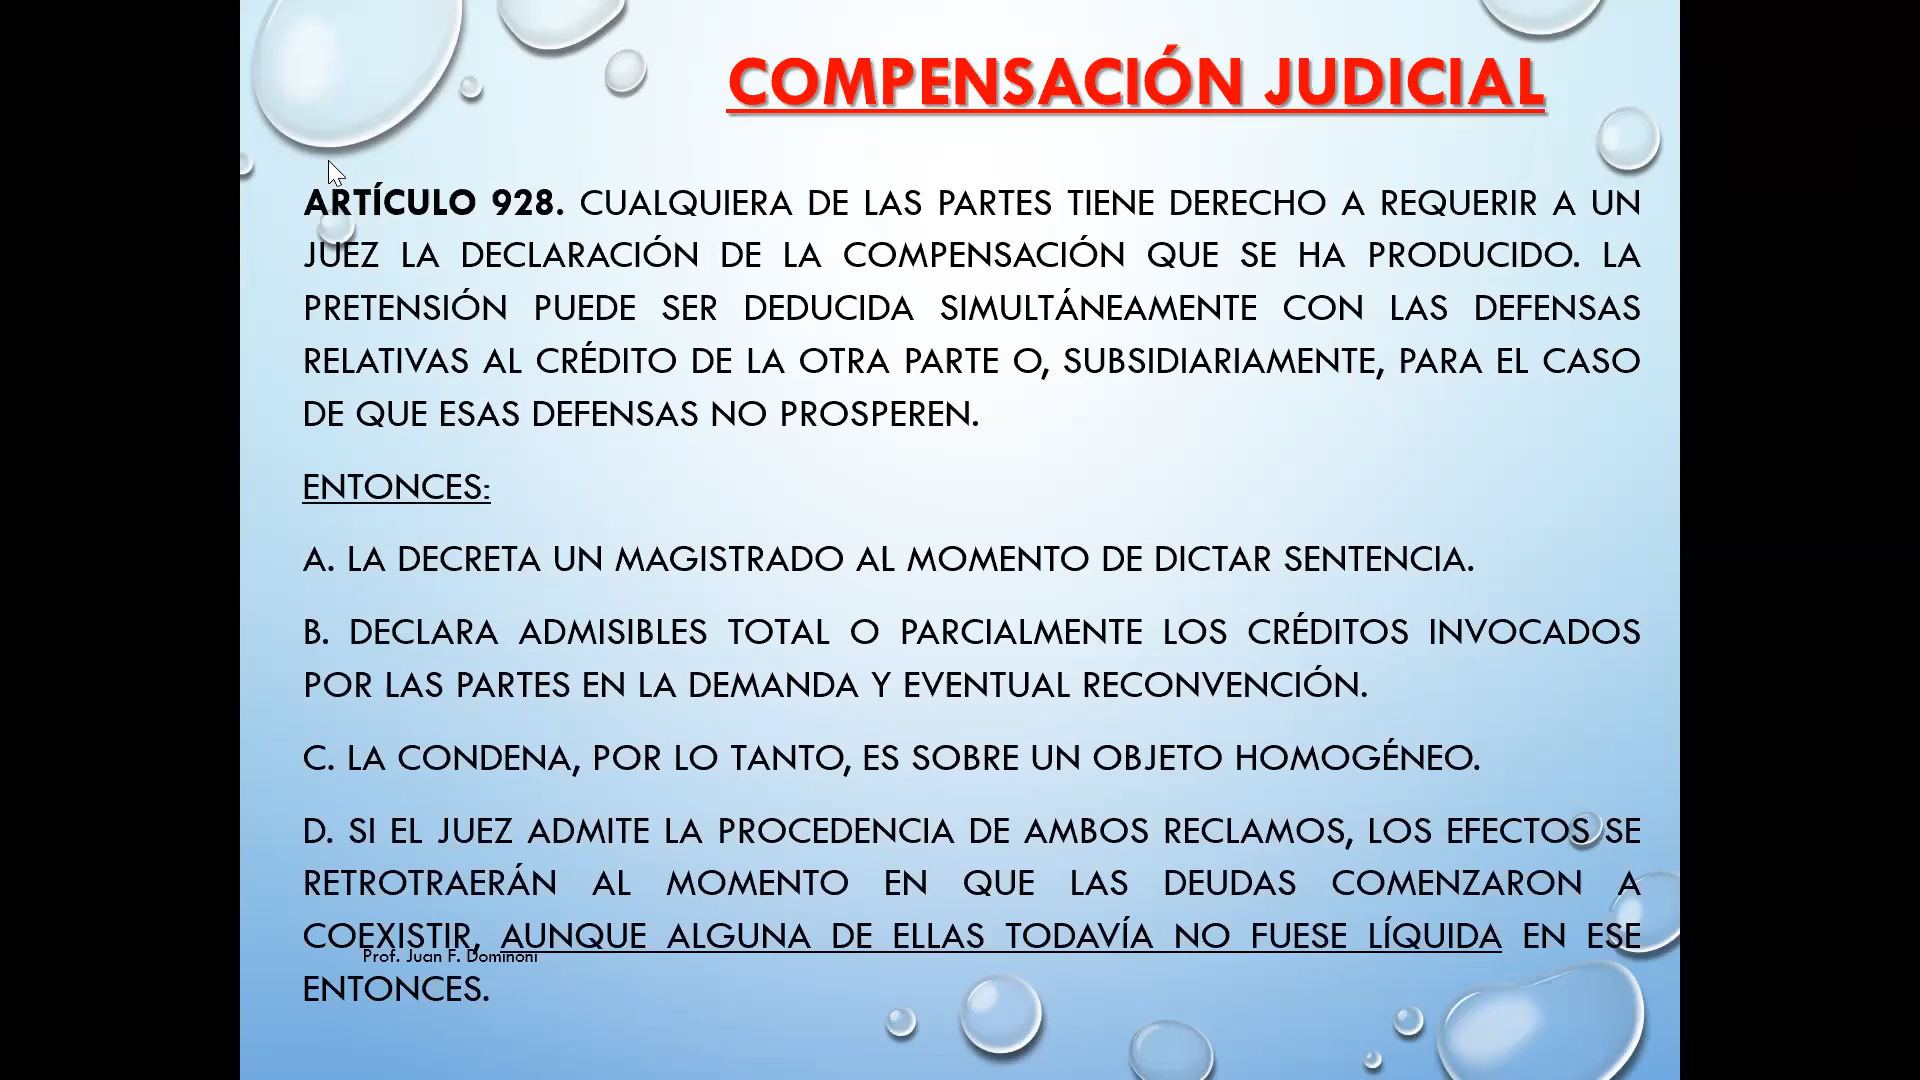 COMPENSACIÓN JUDICIAL
ARTÍCULO 928. CUALQUIERA DE LAS PARTES TIENE DERECHO A REQUERIR A UN
JUEZ LA DECLARACIÓN DE LA COMPENSACIÓN QUE SE HA PRODUCIDO. LA
PRETENSIÓN PUEDE SER DEDUCIDA SIMULTÁNEAMENTE CON LAS DEFENSAS
RELATIVAS AL CRÉDITO DE LA OTRA PARTE O, SUBSIDIARIAMENTE, PARA EL CASO
DE QUE ESAS DEFENSAS NO PROSPEREN.
ENTONCES:
A. LA DECRETA UN MAGISTRADO AL MOMENTO DE DICTAR SENTENCIA.
B. DECLARA ADMISIBLES TOTAL O PARCIALMENTE LOS CRÉDITOS INVOCADOS
POR LAS PARTES EN LA DEMANDA Y EVENTUAL RECONVENCIÓN.
C. LA CONDENA, POR LO TANTO, ES SOBRE UN OBJETO HOMOGÉNEO.
D. SI EL JUEZ ADMITE LA PROCEDENCIA DE AMBOS RECLAMOS, LOS EFECTOS SE
RETROTRAERÁN AL MOMENTO EN QUE LAS DEUDAS COMENZARON A
COEXISTIR, AUNQUE ALGUNA DE ELLAS TODAVÍA NO FUESE LÍQUIDA EN ESE
Prof. Juan F. Dominoni
ENTONCES.